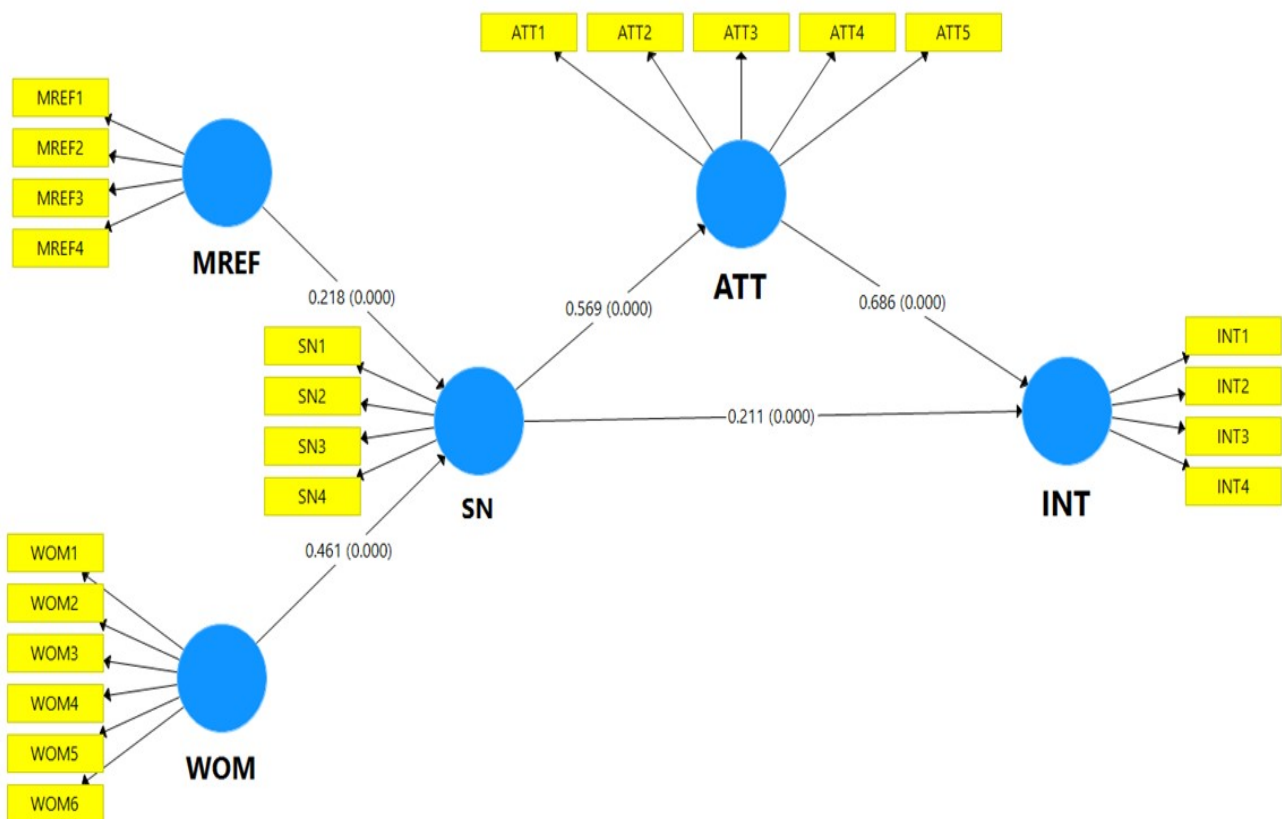 ATT1
ATT2
ATT3
ATT4
ATT5
MREF1
MREF2
MREF3
MREF4
MREF
ATT
0.218 (0.000)
0.569 (0.000)
0.686 (0.000)
SN1
SN2
SN3
SN4
SN
0.211 (0.000)
INT1
INT2
INT3
INT4
INT
0.461 (0.000)
WOM1
WOM2
WOM3
WOM4
WOM5
WOM6
WOM